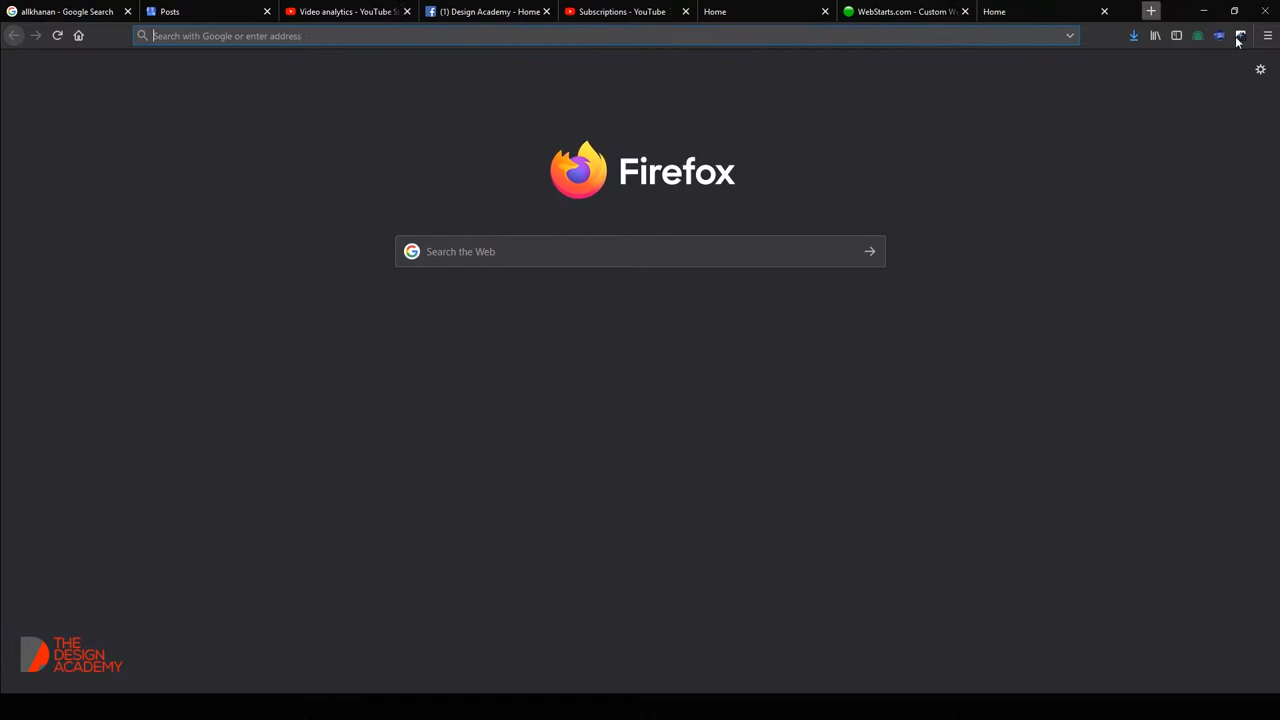 allkhanan - Google Search
Posts
Video analytics - YouTube S
(1) Design Academy - Home
Subscriptions - YouTube
Home
WebStarts.com - Custom W
Home
Search with Google or enter address
Firefox
Search the Web
THE
DESIGN
ACADEMY